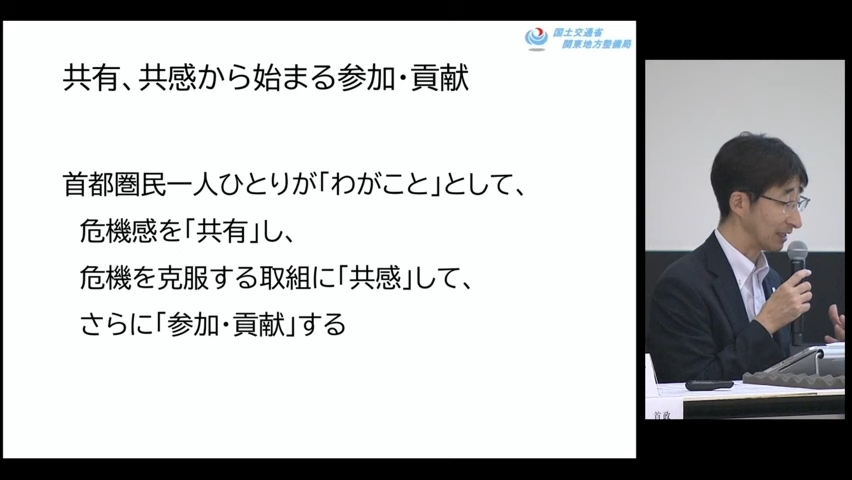 国土交通省
関東地方整備局
共有、共感から始まる参加・貢献
首都圏民一人ひとりが「わがこと」として、
危機感を「共有」し、
危機を克服する取組に「共感」して、
さらに「参加・貢献」する
首政